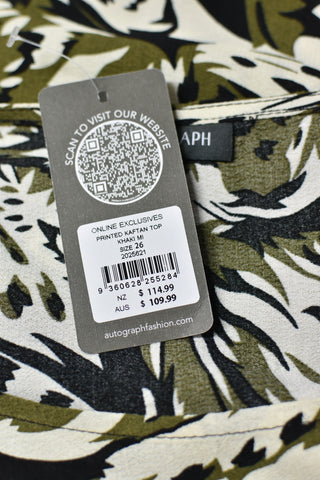 SCAN TO VISIT OUR WEBSITE
RAPH
ONLINE EXCLUSIVES
PRINTED KAFTAN TOP
KHAKI MI
SIZE 26
2025621
9 360628 255284
NZ $ 114.99
AUS $ 109.99
autographfashion.com